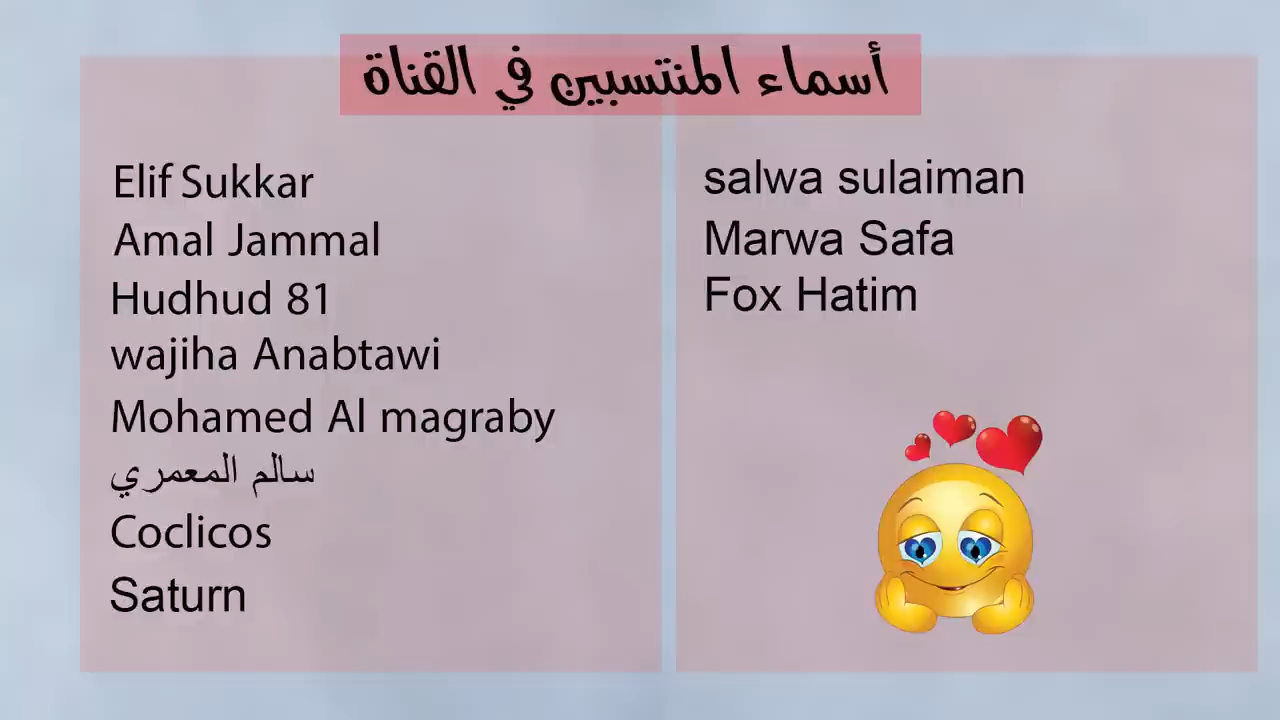 أسماء المنتسبين في القناة
Elif Sukkar
Amal Jammal
Hudhud 81
wajiha Anabtawi
Mohamed Al magraby
سالم المعمري
Coclicos
Saturn
salwa sulaiman
Marwa Safa
Fox Hatim